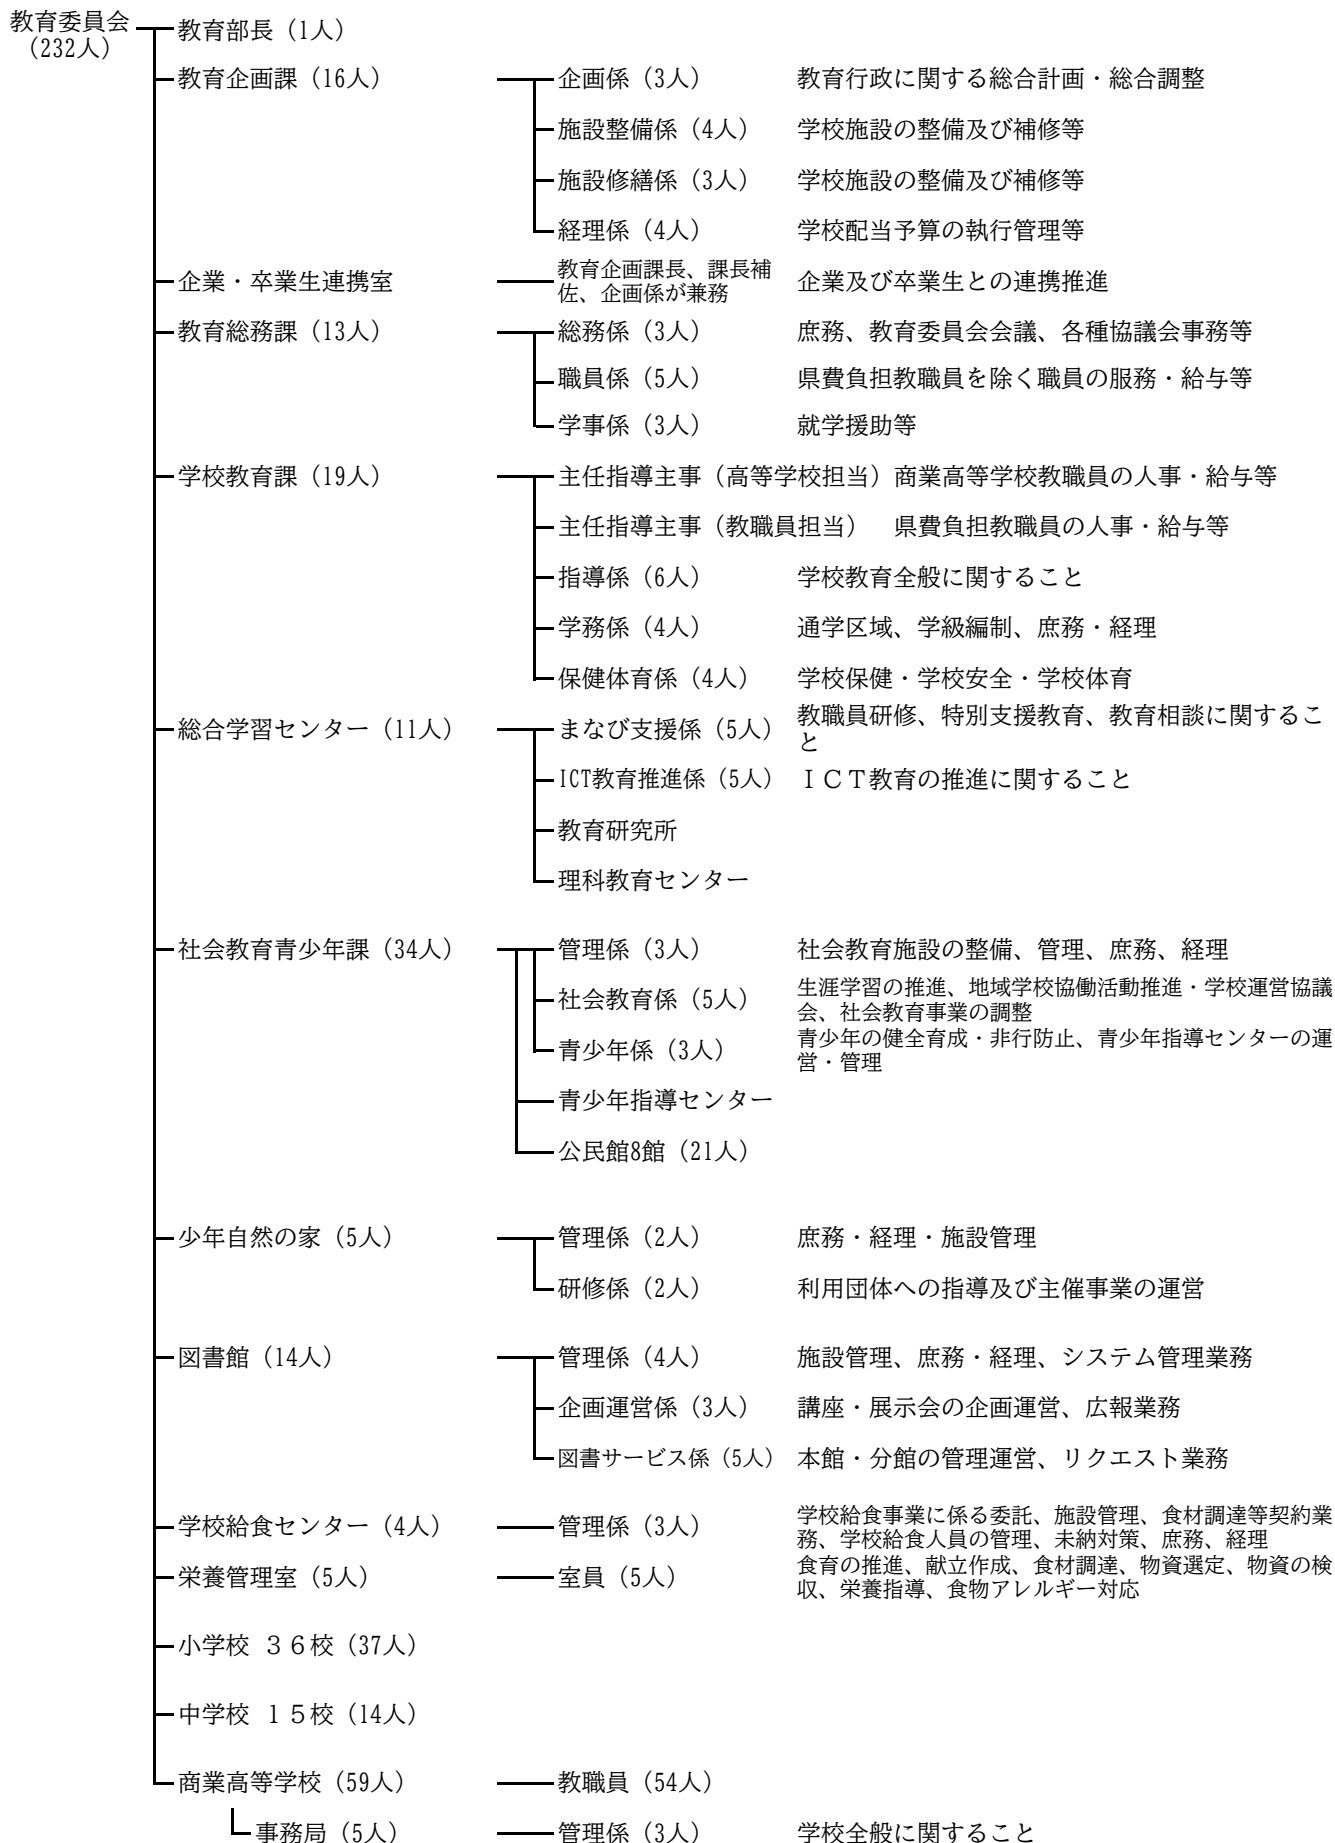 教育委員会 教育部長（1人）
（232人）
教育企画課（16人） 企画係（3人） 教育行政に関する総合計画・総合調整
施設整備係（4人） 学校施設の整備及び補修等
施設修繕係（3人） 学校施設の整備及び補修等
経理係（4人） 学校配当予算の執行管理等
企業・卒業生連携室 教育企画課長、課長補佐、企画係が兼務 企業及び卒業生との連携推進
教育総務課（13人） 総務係（3人） 庶務、教育委員会会議、各種協議会事務等
職員係（5人） 県費負担教職員を除く職員の服務・給与等
学事係（3人） 就学援助等
学校教育課（19人） 主任指導主事（高等学校担当）商業高等学校教職員の人事・給与等
主任指導主事（教職員担当） 県費負担教職員の人事・給与等
指導係（6人） 学校教育全般に関すること
学務係（4人） 通学区域、学級編制、庶務・経理
保健体育係（4人） 学校保健・学校安全・学校体育
総合学習センター（11人） まなび支援係（5人） 教職員研修、特別支援教育、教育相談に関するこ
と
ICT教育推進係（5人） ＩＣＴ教育の推進に関すること
教育研究所
理科教育センター
社会教育青少年課（34人） 管理係（3人） 社会教育施設の整備、管理、庶務、経理
社会教育係（5人） 生涯学習の推進、地域学校協働活動推進・学校運営協議
会、社会教育事業の調整
青少年係（3人） 青少年の健全育成・非行防止、青少年指導センターの運
営・管理
青少年指導センター
公民館8館（21人）
少年自然の家（5人） 管理係（2人） 庶務・経理・施設管理
研修係（2人） 利用団体への指導及び主催事業の運営
図書館（14人） 管理係（4人） 施設管理、庶務・経理、システム管理業務
企画運営係（3人） 講座・展示会の企画運営、広報業務
図書サービス係（5人） 本館・分館の管理運営、リクエスト業務
学校給食センター（4人） 管理係（3人） 学校給食事業に係る委託、施設管理、食材調達等契約業
務、学校給食人員の管理、未納対策、庶務、経理
栄養管理室（5人） 室員（5人） 食育の推進、献立作成、食材調達、物資選定、物資の検
収、栄養指導、食物アレルギー対応
小学校 ３６校（37人）
中学校 １５校（14人）
商業高等学校（59人） 教職員（54人）
事務局（5人） 管理係（3人） 学校全般に関すること